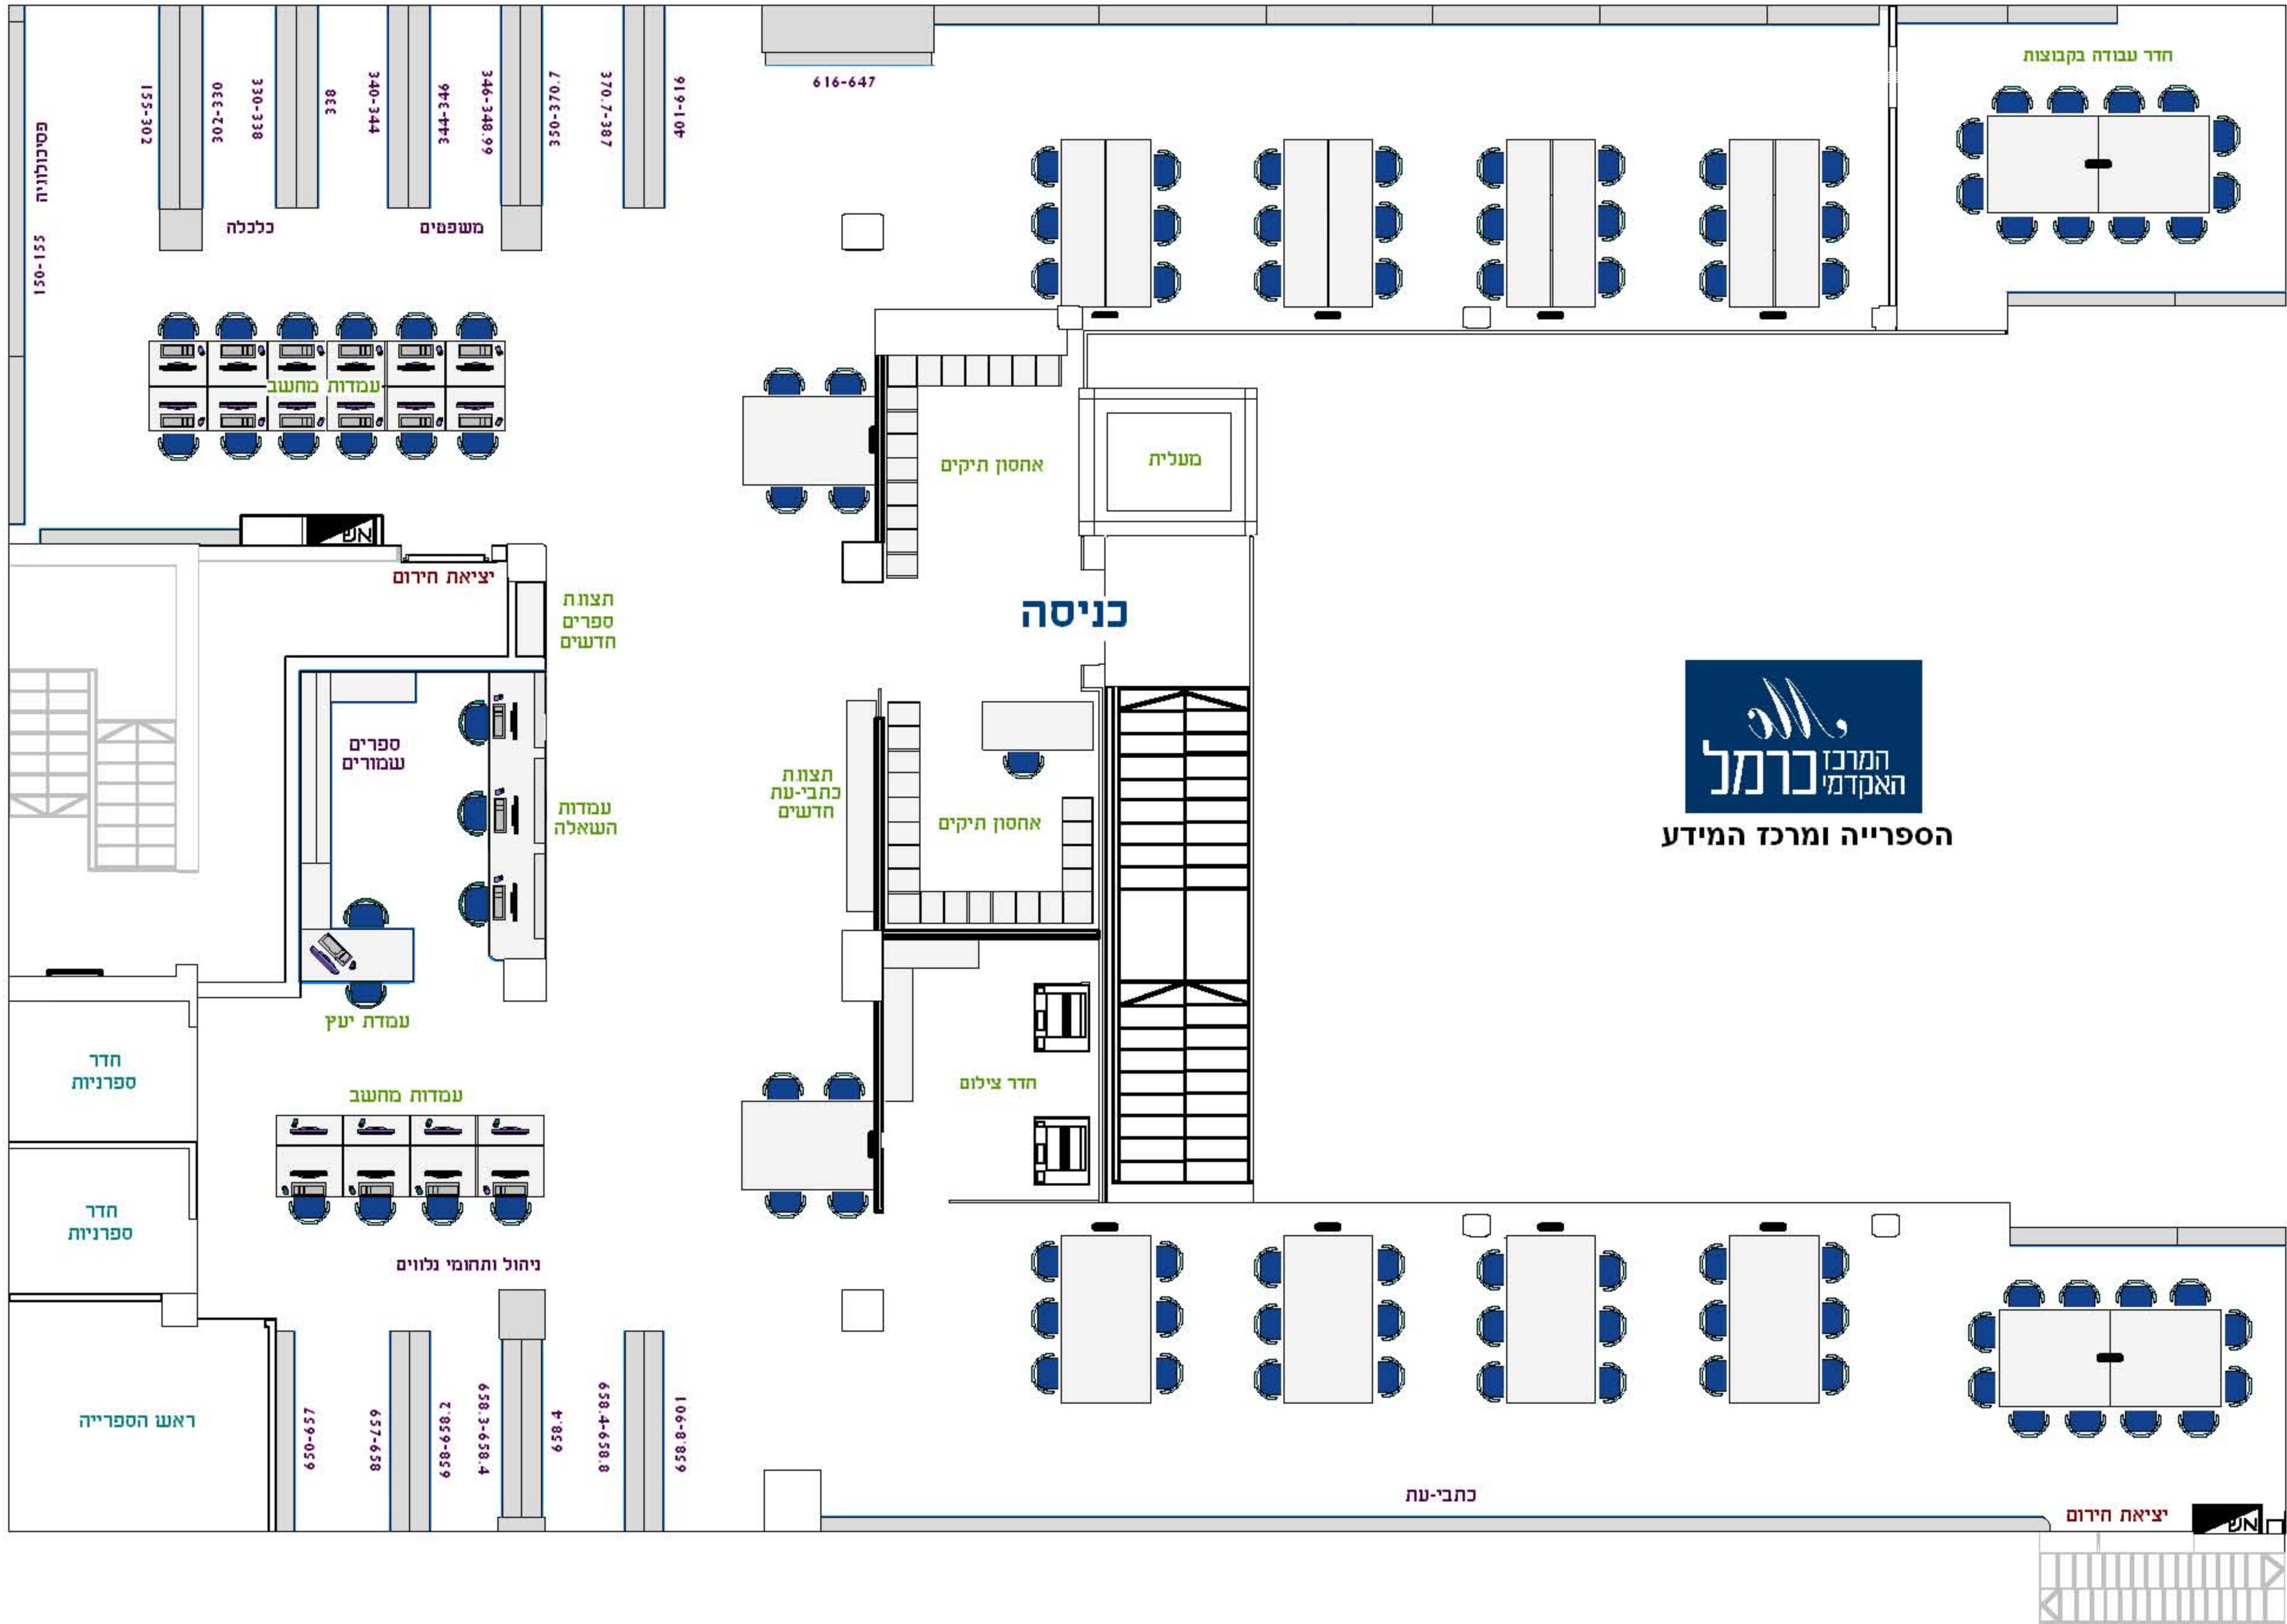 חדר עבודה בקבוצות
616-647
401-616
370.7-387
350-370.7
346-348.99
344-346
340-344
338
330-338
302-330
155-302
150-155 פסיכולוגיה
כלכלה
משפטים
עמדות מחשב
אחסון תיקים
מעלית
אש
יציאת חירום
תצוגת
ספרים
חדשים
כניסה
ספרים
שמורים
עמדות
השאלה
תצוגת
כתבי-עת
חדשים
אחסון תיקים
המרכז
האקדמי
כרמל
הספרייה ומרכז המידע
עמדת יעץ
חדר
ספרניות
עמדות מחשב
חדר צילום
חדר
ספרניות
ניהול ותחומי נלווים
ראש הספרייה
650-657
657-658
658-658.2
658.3-658.4
658.4
658.4-658.8
658.8-901
כתבי-עת
יציאת חירום
אש